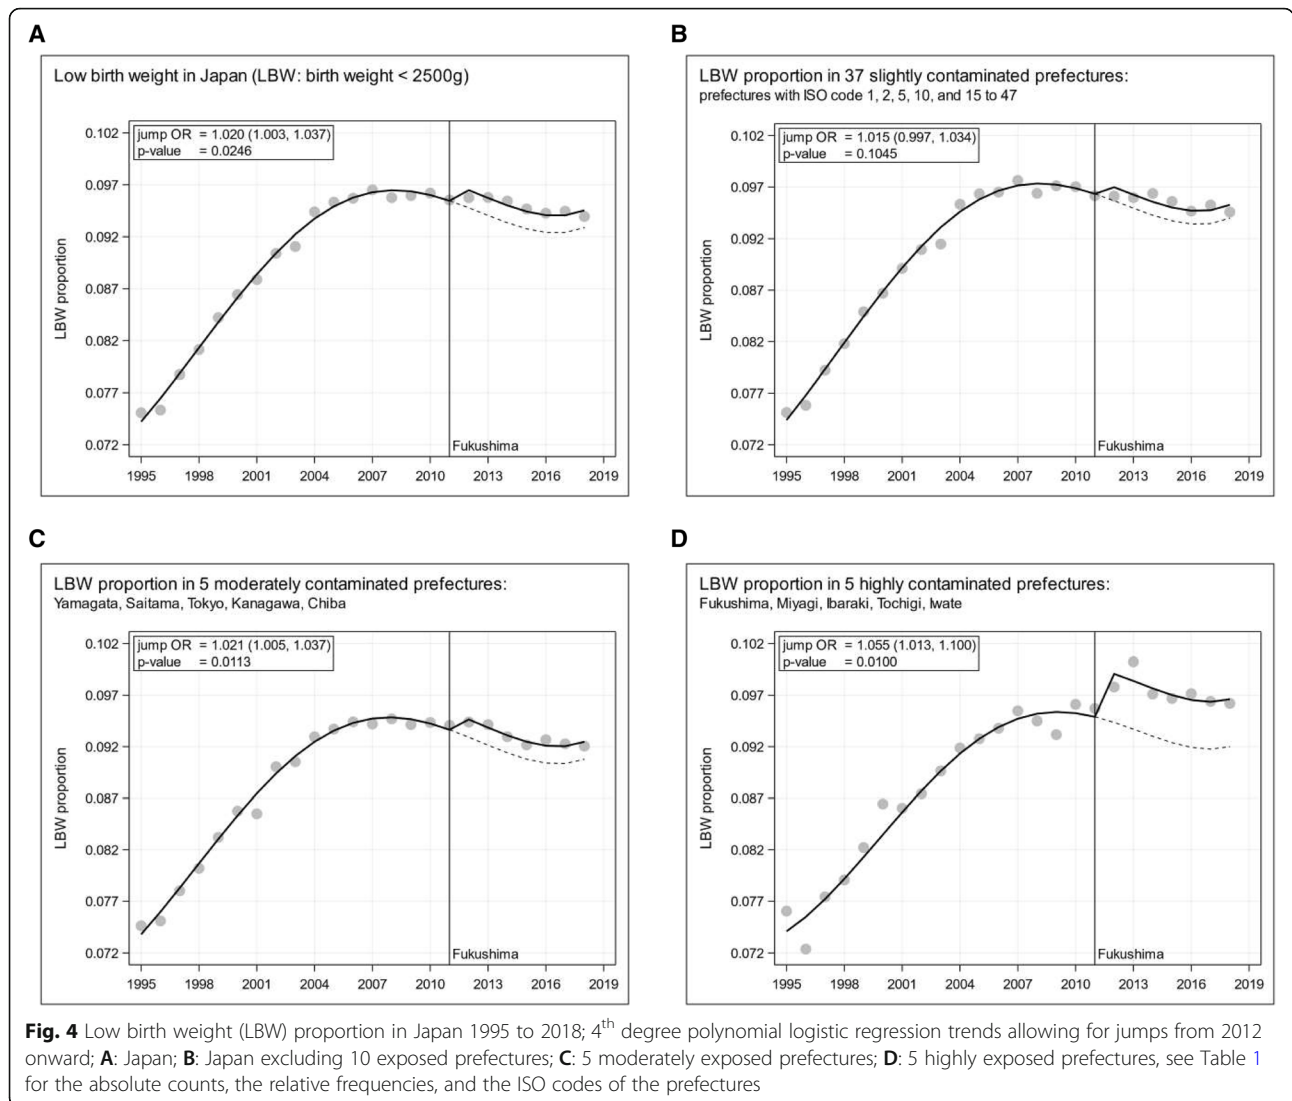 A
Low birth weight in Japan (LBW: birth weight < 2500g)
jump OR = 1.020 (1.003, 1.037)
p-value = 0.0246
0.102
0.097
0.092
0.087
0.082
0.077
0.072
LBW proportion
Fukushima
1995 1998 2001 2004 2007 2010 2013 2016 2019
B
LBW proportion in 37 slightly contaminated prefectures:
prefectures with ISO code 1, 2, 5, 10, and 15 to 47
jump OR = 1.015 (0.997, 1.034)
p-value = 0.1045
0.102
0.097
0.092
0.087
0.082
0.077
0.072
LBW proportion
Fukushima
1995 1998 2001 2004 2007 2010 2013 2016 2019
C
LBW proportion in 5 moderately contaminated prefectures:
Yamagata, Saitama, Tokyo, Kanagawa, Chiba
jump OR = 1.021 (1.005, 1.037)
p-value = 0.0113
0.102
0.097
0.092
0.087
0.082
0.077
0.072
LBW proportion
Fukushima
1995 1998 2001 2004 2007 2010 2013 2016 2019
D
LBW proportion in 5 highly contaminated prefectures:
Fukushima, Miyagi, Ibaraki, Tochigi, Iwate
jump OR = 1.055 (1.013, 1.100)
p-value = 0.0100
0.102
0.097
0.092
0.087
0.082
0.077
0.072
LBW proportion
Fukushima
1995 1998 2001 2004 2007 2010 2013 2016 2019
Fig. 4 Low birth weight (LBW) proportion in Japan 1995 to 2018; 4th degree polynomial logistic regression trends allowing for jumps from 2012
onward; A: Japan; B: Japan excluding 10 exposed prefectures; C: 5 moderately exposed prefectures; D: 5 highly exposed prefectures, see Table 1
for the absolute counts, the relative frequencies, and the ISO codes of the prefectures